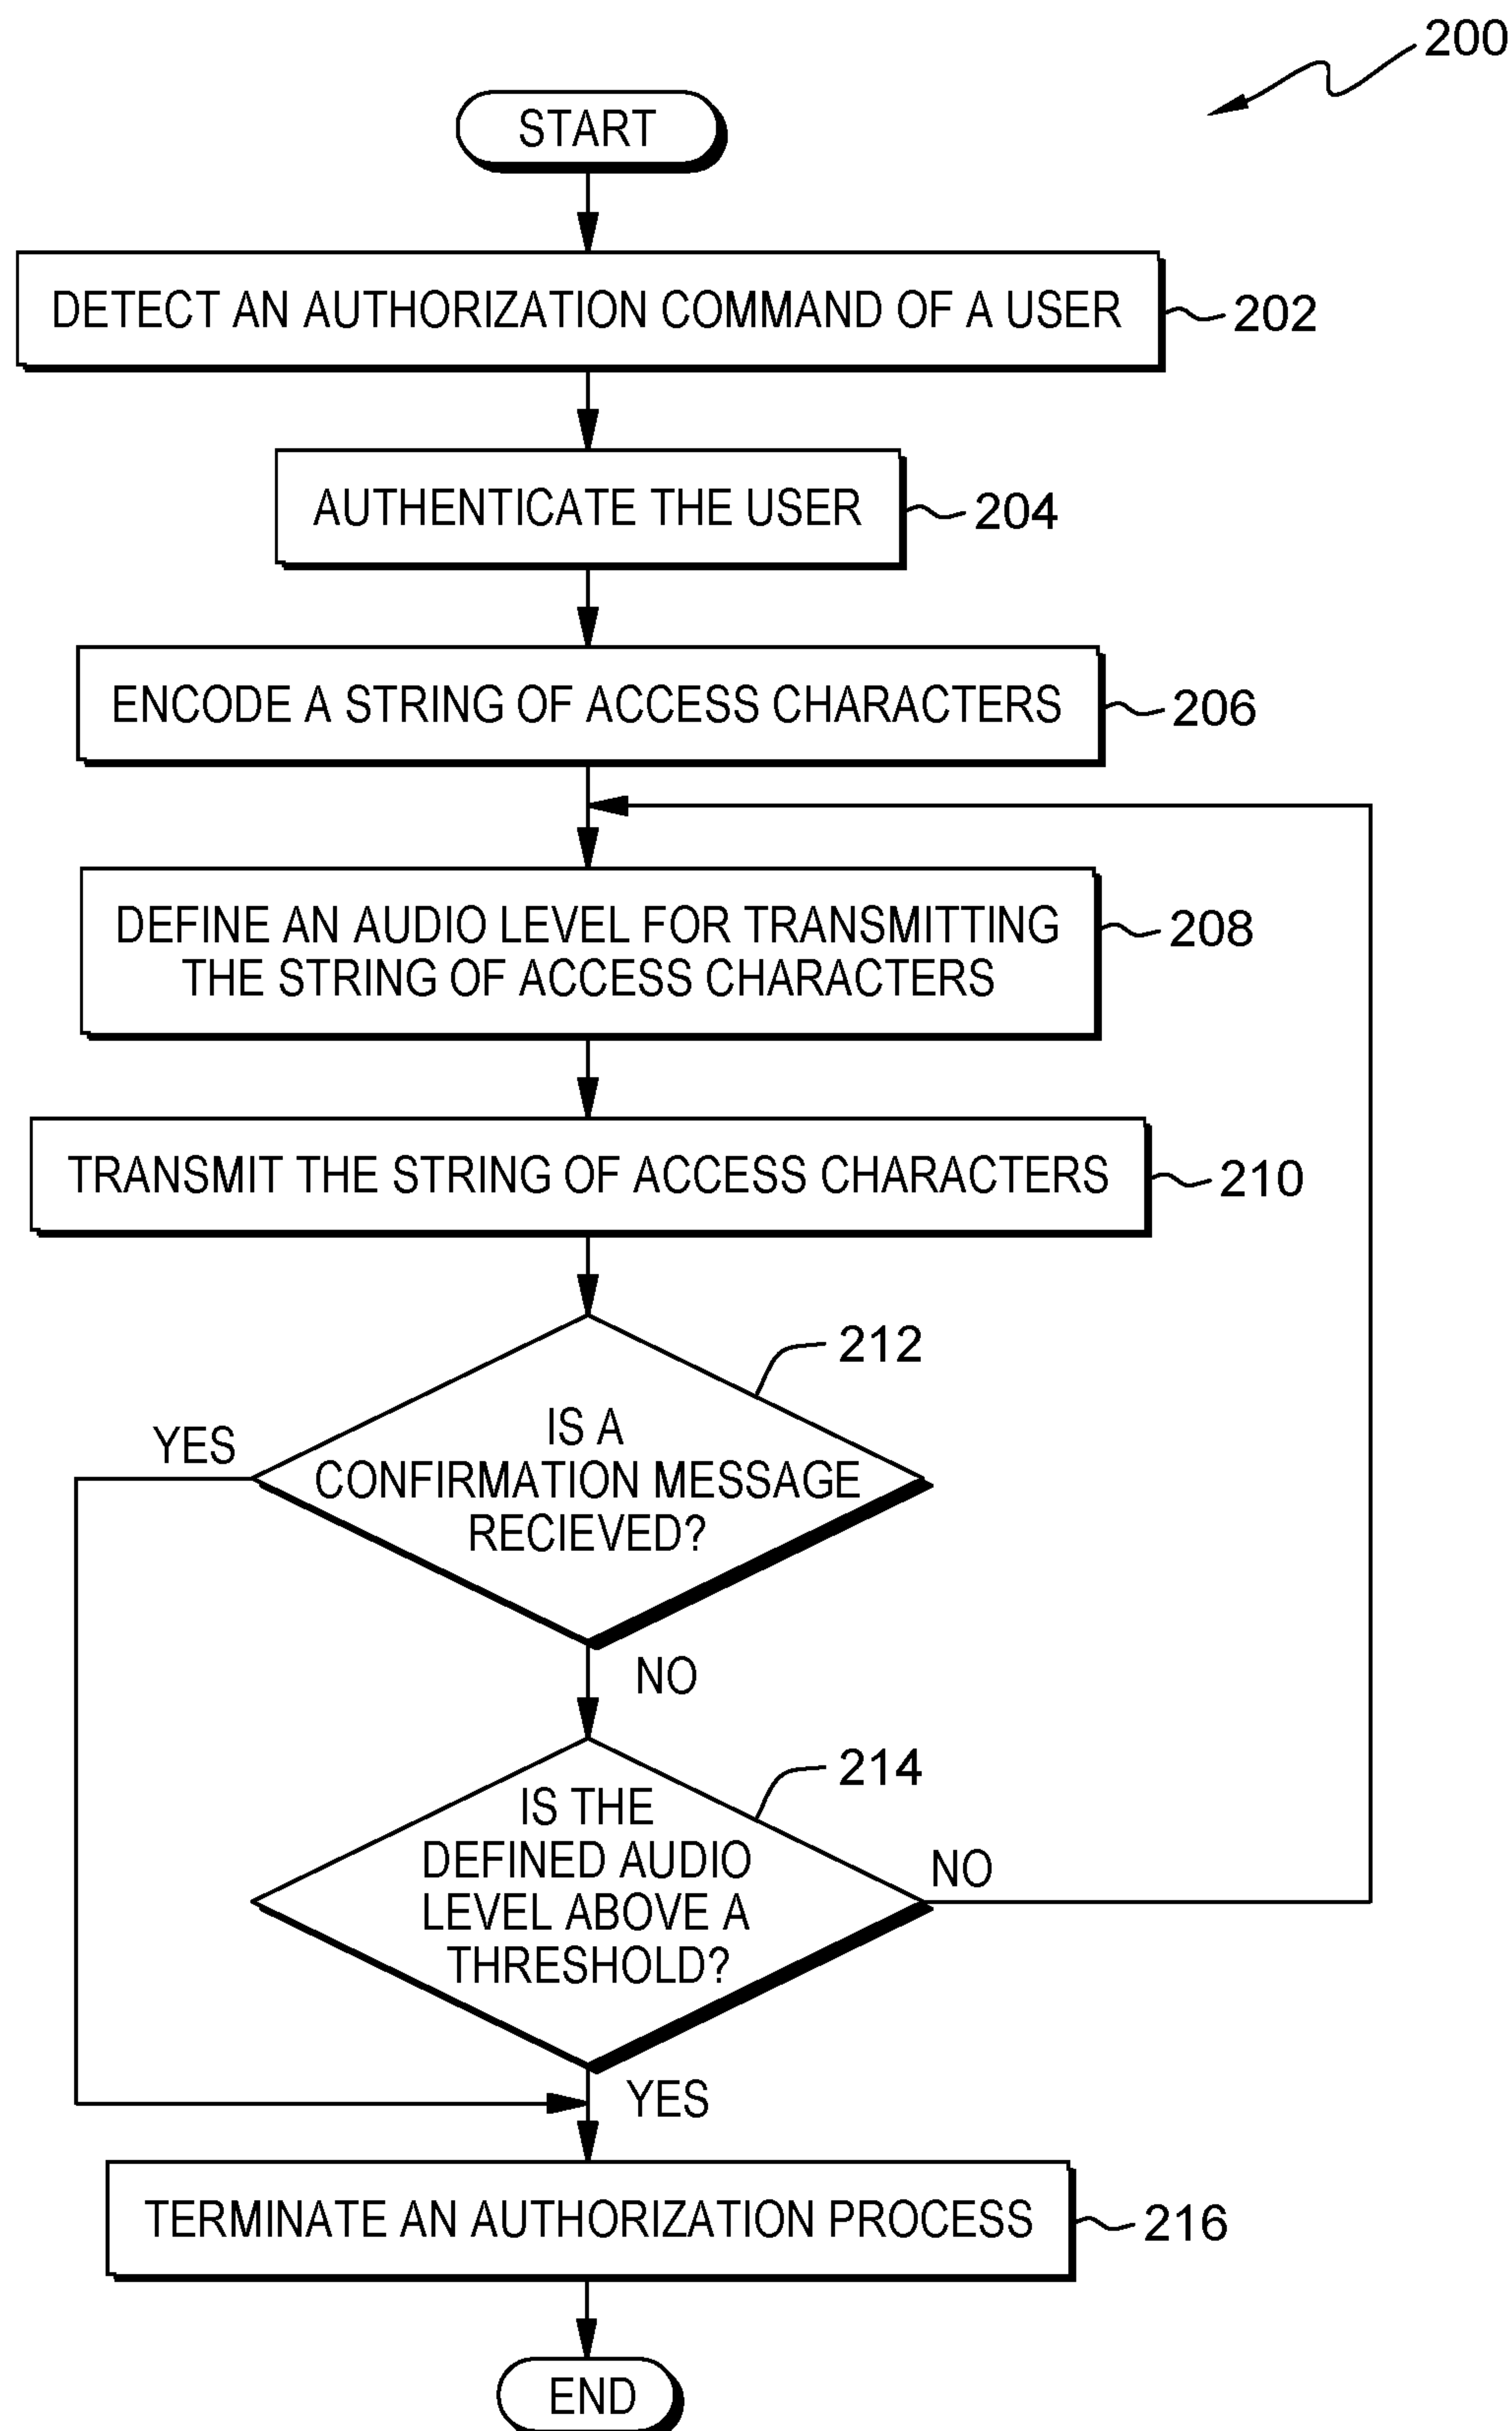 200
START
DETECT AN AUTHORIZATION COMMAND OF A USER
202
AUTHENTICATE THE USER
204
ENCODE A STRING OF ACCESS CHARACTERS
206
DEFINE AN AUDIO LEVEL FOR TRANSMITTING
THE STRING OF ACCESS CHARACTERS
208
TRANSMIT THE STRING OF ACCESS CHARACTERS
210
212
YES
IS A
CONFIRMATION MESSAGE
RECIEVED?
NO
214
IS THE
DEFINED AUDIO
LEVEL ABOVE A
THRESHOLD?
NO
YES
TERMINATE AN AUTHORIZATION PROCESS
216
END